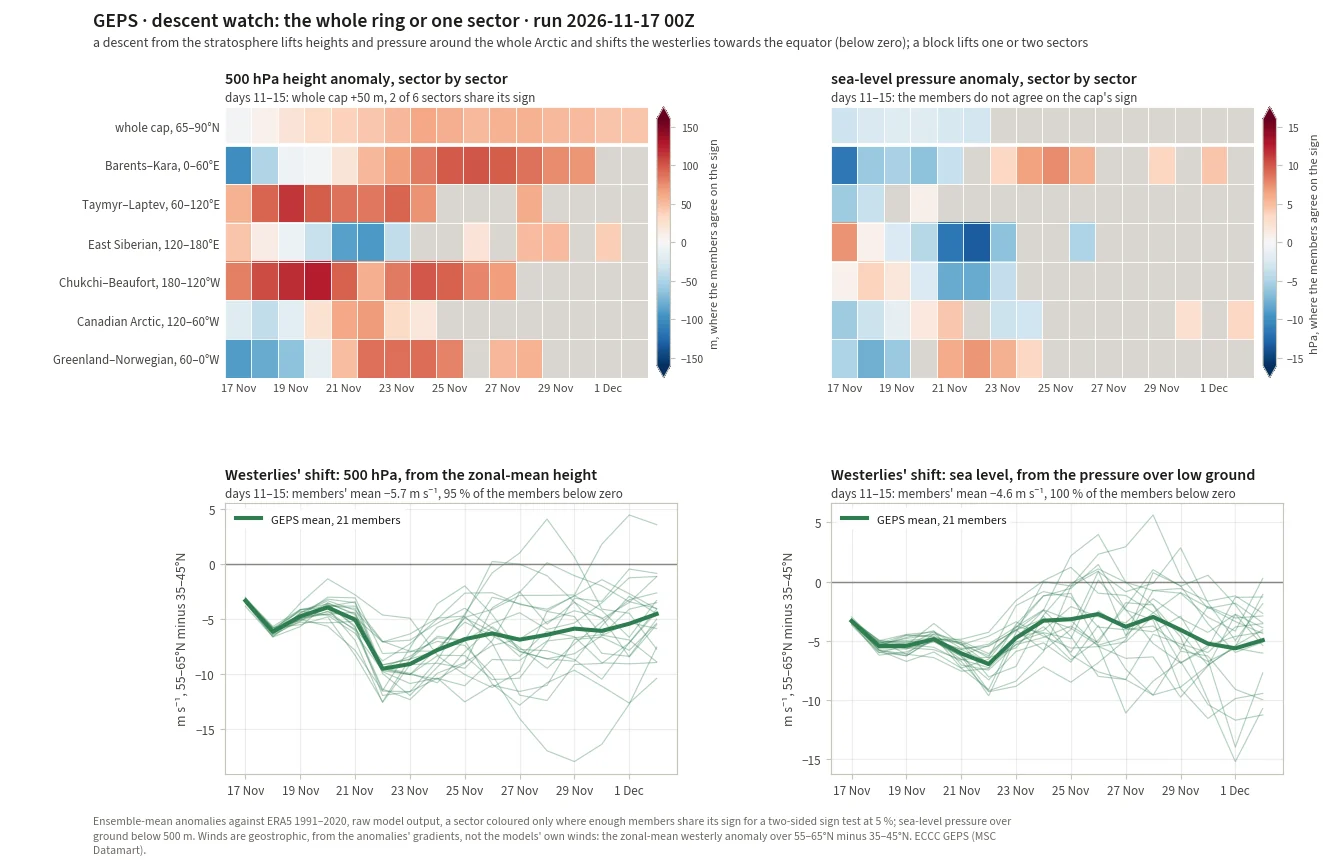 GEPS · descent watch: the whole ring or one sector · run 2026-11-17 00Z
a descent from the stratosphere lifts heights and pressure around the whole Arctic and shifts the westerlies towards the equator (below zero); a block lifts one or two sectors
500 hPa height anomaly, sector by sector
days 11–15: whole cap +50 m, 2 of 6 sectors share its sign
whole cap, 65–90°N
Barents–Kara, 0–60°E
Taymyr–Laptev, 60–120°E
East Siberian, 120–180°E
Chukchi–Beaufort, 180–120°W
Canadian Arctic, 120–60°W
Greenland–Norwegian, 60–0°W
17 Nov 19 Nov 21 Nov 23 Nov 25 Nov 27 Nov 29 Nov 1 Dec
150
100
50
0
−50
−100
−150
m, where the members agree on the sign
sea-level pressure anomaly, sector by sector
days 11–15: the members do not agree on the cap's sign
17 Nov 19 Nov 21 Nov 23 Nov 25 Nov 27 Nov 29 Nov 1 Dec
15
10
5
0
−5
−10
−15
hPa, where the members agree on the sign
Westerlies' shift: 500 hPa, from the zonal-mean height
days 11–15: members' mean −5.7 m s⁻¹, 95 % of the members below zero
GEPS mean, 21 members
5
0
−5
−10
−15
m s⁻¹, 55–65°N minus 35–45°N
17 Nov 19 Nov 21 Nov 23 Nov 25 Nov 27 Nov 29 Nov 1 Dec
Westerlies' shift: sea level, from the pressure over low ground
days 11–15: members' mean −4.6 m s⁻¹, 100 % of the members below zero
GEPS mean, 21 members
5
0
−5
−10
−15
m s⁻¹, 55–65°N minus 35–45°N
17 Nov 19 Nov 21 Nov 23 Nov 25 Nov 27 Nov 29 Nov 1 Dec
Ensemble-mean anomalies against ERA5 1991–2020, raw model output, a sector coloured only where enough members share its sign for a two-sided sign test at 5 %; sea-level pressure over
ground below 500 m. Winds are geostrophic, from the anomalies' gradients, not the models' own winds: the zonal-mean westerly anomaly over 55–65°N minus 35–45°N. ECCC GEPS (MSC
Datamart).